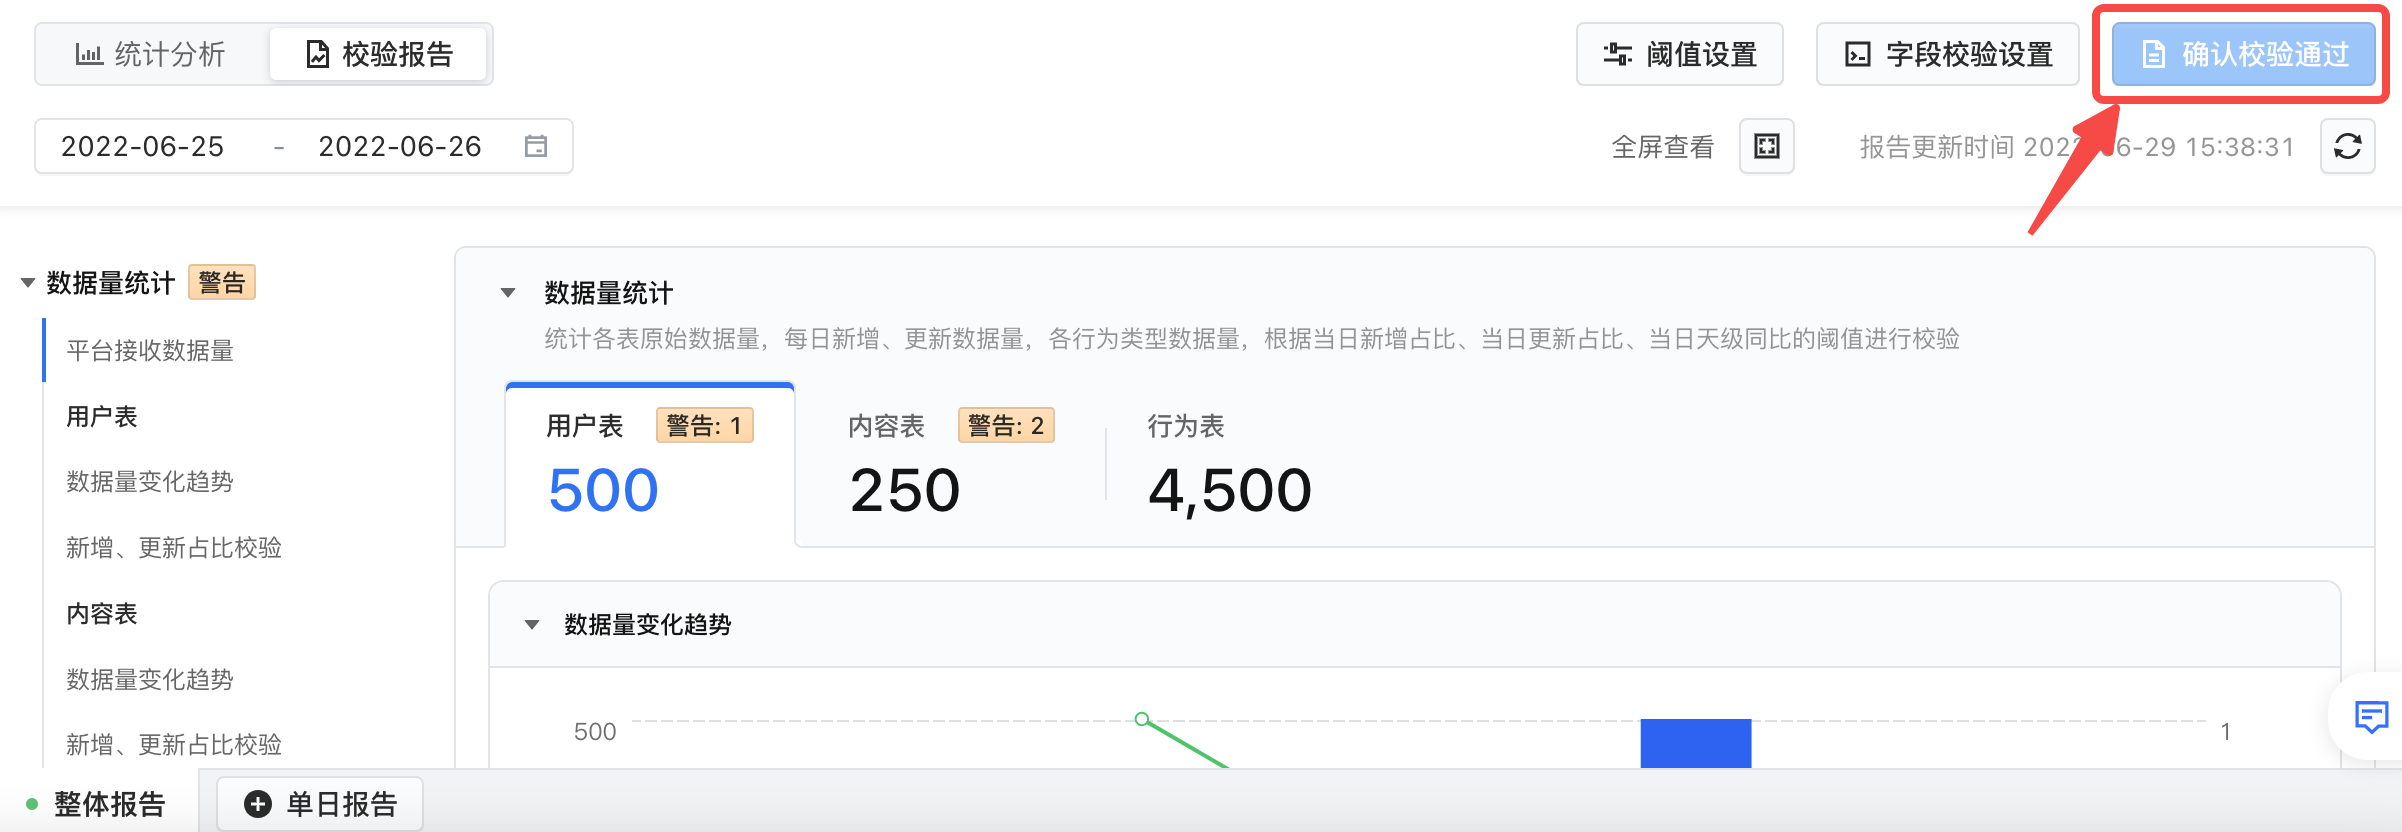 统计分析
校验报告
阈值设置
字段校验设置
确认校验通过
2022-06-25 - 2022-06-26
全屏查看
报告更新时间 202 6-29 15:38:31
数据量统计 警告
平台接收数据量
用户表
数据量变化趋势
新增、更新占比校验
内容表
数据量变化趋势
新增、更新占比校验
数据量统计
统计各表原始数据量，每日新增、更新数据量，各行为类型数据量，根据当日新增占比、当日更新占比、当日天级同比的阈值进行校验
用户表 警告: 1
500
内容表 警告: 2
250
行为表
4,500
数据量变化趋势
500
1
整体报告
单日报告